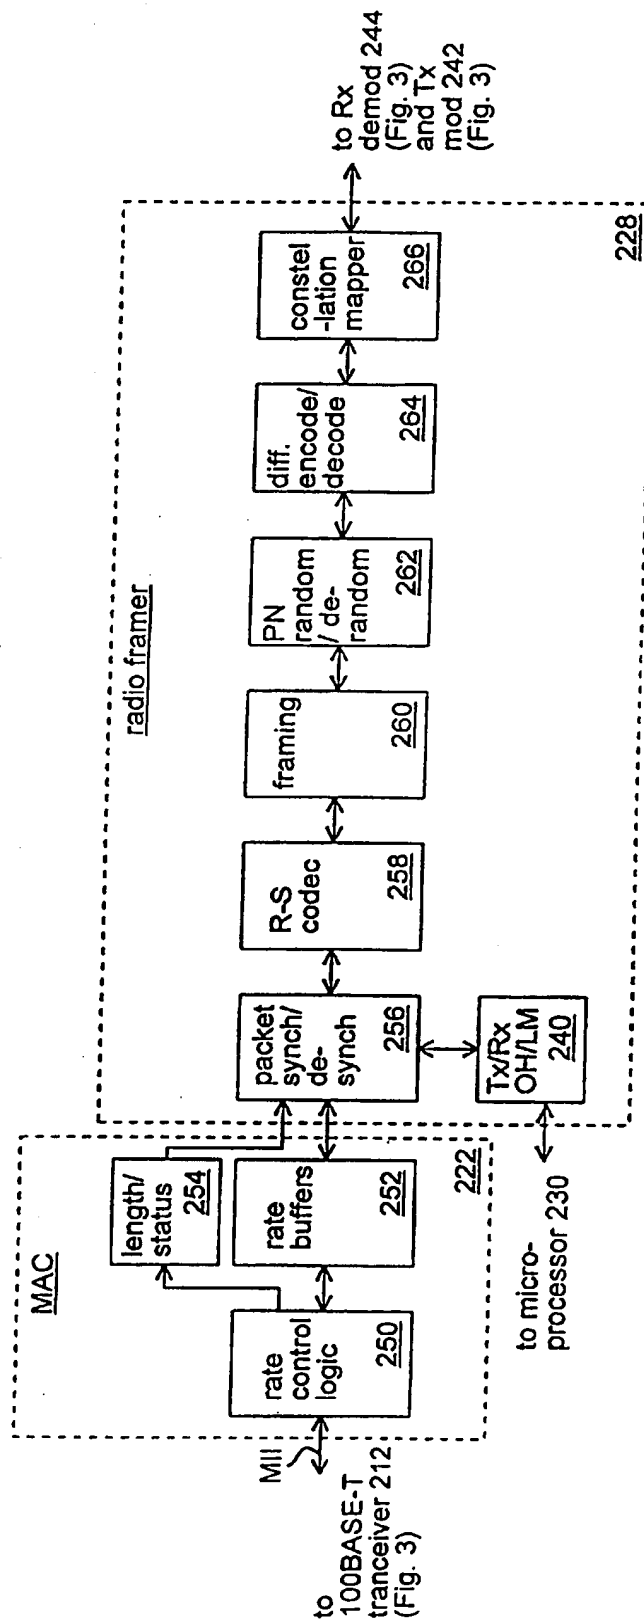 MAC
radio framer
to
100BASE-T
tranceiver 212
(Fig. 3)
MII
rate
control
logic
250
length/
status
254
rate
buffers
252
222
packet
synch/
de-
synch
256
Tx/Rx
OH/LM
240
to micro-
processor 230
R-S
codec
258
framing
260
PN
random
/ de-
random
262
diff.
encode/
decode
264
constel
-lation
mapper
266
228
to Rx
demod 244
(Fig. 3)
and Tx
mod 242
(Fig. 3)